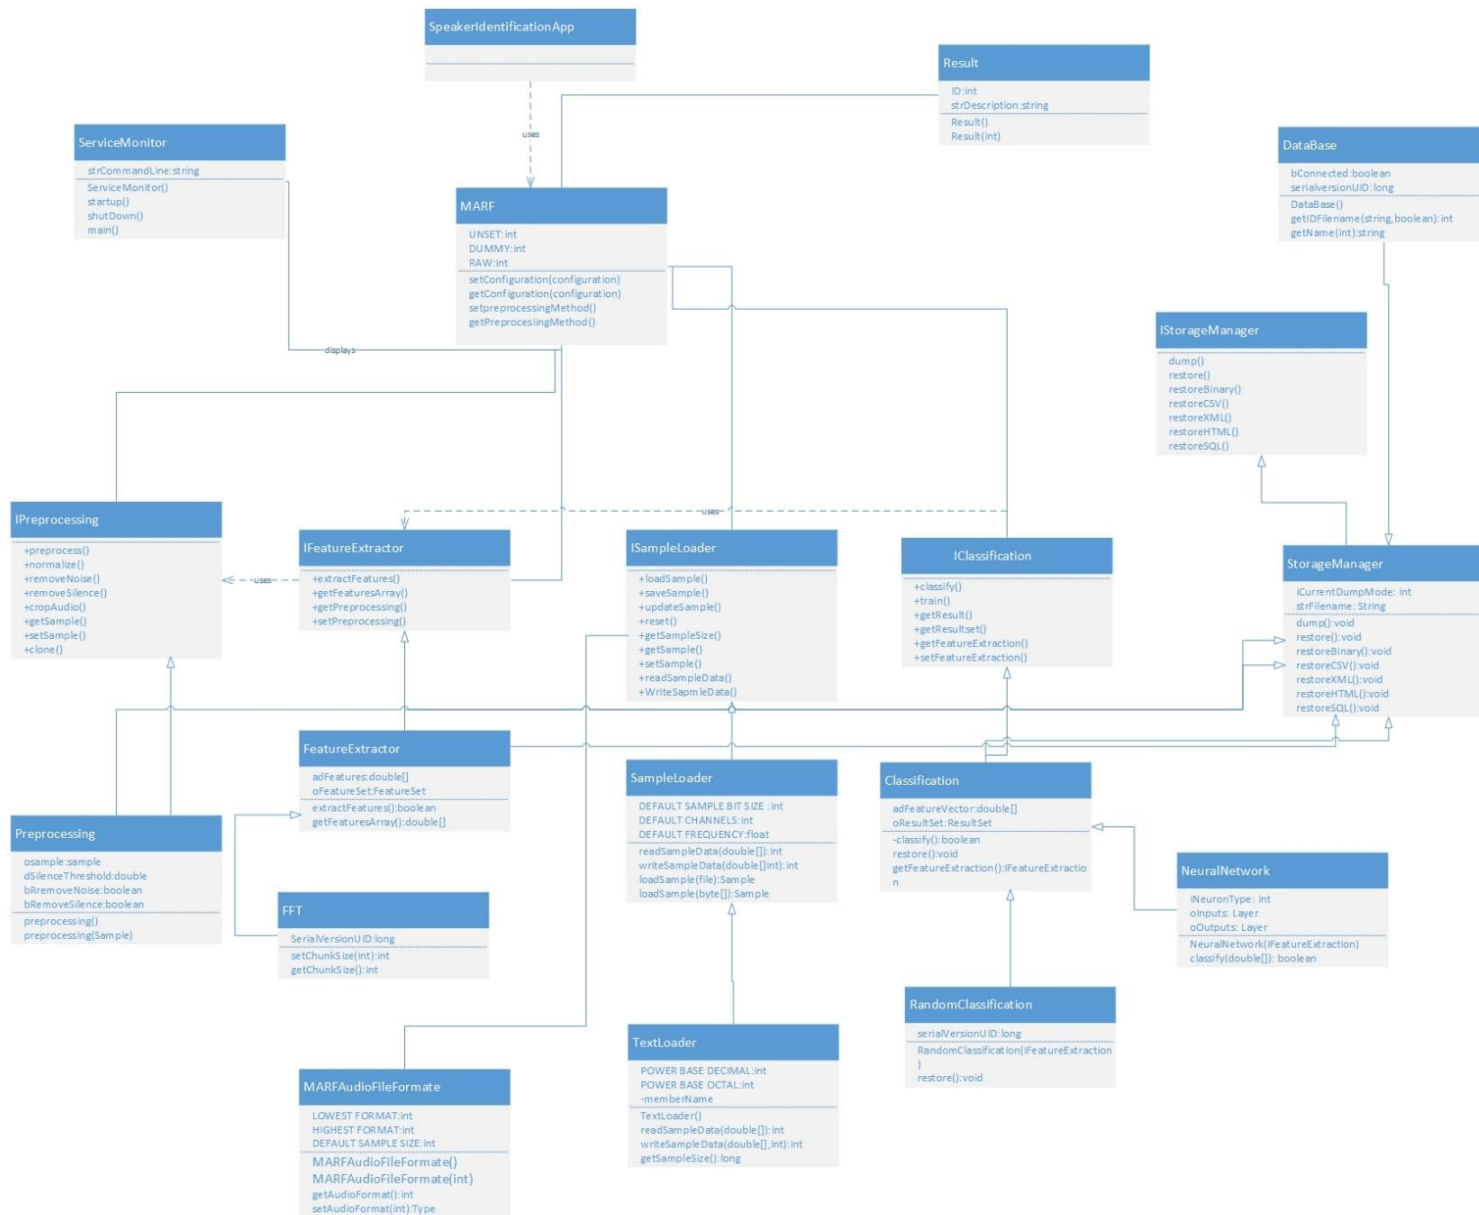 SpeakerIdentificationApp
uses
Result
ID:int
strDescription:string
Result()
Result(int)
ServiceMonitor
strCommandLine:string
ServiceMonitor()
startup()
shutDown()
main()
displays
MARF
UNSET:int
DUMMY:int
RAW:int
setConfiguration(configuration)
getConfiguration(configuration)
setpreprocessingMethod()
getPreprocesiingMethod()
DataBase
bConnected:boolean
serialversionUID:long
DataBase()
getIDFilename(string,boolean):int
getName(int):string
IStorageManager
dump()
restore()
restoreBinary()
restoreCSV()
restoreXML()
restoreHTML()
restoreSQL()
IPreprocessing
+preprocess()
+normalize()
+removeNoise()
+removeSilence()
+cropAudio()
+getSample()
+setSample()
+clone()
uses
IFeatureExtractor
+extractFeatures()
+getFeaturesArray()
+getPreprocessing()
+setPreprocessing()
uses
ISampleLoader
+loadSample()
+saveSample()
+updateSample()
+reset()
+getSampleSize()
+getSample()
+setSample()
+readSampleData()
+WriteSapmleData()
IClassification
+classify()
+train()
+getResult()
+getResultset()
+getFeatureExtraction()
+setFeatureExtraction()
StorageManager
iCurrentDumpMode: int
strFilename: String
dump():void
restore():void
restoreBinary():void
restoreCSV():void
restoreXML():void
restoreHTML():void
restoreSQL():void
FeatureExtractor
adFeatures:double[]
oFeatureSet:FeatureSet
extractFeatures():boolean
getFeaturesArray():double[]
SampleLoader
DEFAULT SAMPLE BIT SIZE :int
DEFAULT CHANNELS:int
DEFAULT FREQUENCY:float
readSampleData(double[]):int
writeSampleData(double[]int):int
loadSample(file):Sample
loadSample(byte[]):Sample
Classification
adFeatureVector:double[]
oResultSet:ResultSet
-classify():boolean
restore():void
getFeatureExtraction():IFeatureExtractio
n
Preprocessing
osample:sample
dSilenceThreshold:double
bRremoveNoise:boolean
bRemoveSilence:boolean
preprocessing()
preprocessing(Sample)
FFT
SerialVersionUID:long
setChunkSize(int):int
getChunkSize():int
NeuralNetwork
INeuronType: int
oInputs: Layer
oOutputs: Layer
NeuralNetwork(IFeatureExtraction)
classify(double[]): boolean
RandomClassification
serialVersionUID:long
RandomClassification(IFeatureExtraction
)
restore():void
TextLoader
POWER BASE DECIMAL:int
POWER BASE OCTAL:int
-memberName
TextLoader()
readSampleData(double[]):int
writeSampleData(double[],int):int
getSampleSize():long
MARFAudioFileFormate
LOWEST FORMAT:int
HIGHEST FORMAT:int
DEFAULT SAMPLE SIZE:int
MARFAudioFileFormate()
MARFAudioFileFormate(int)
getAudioFormat():int
setAudioFormat(int):Type